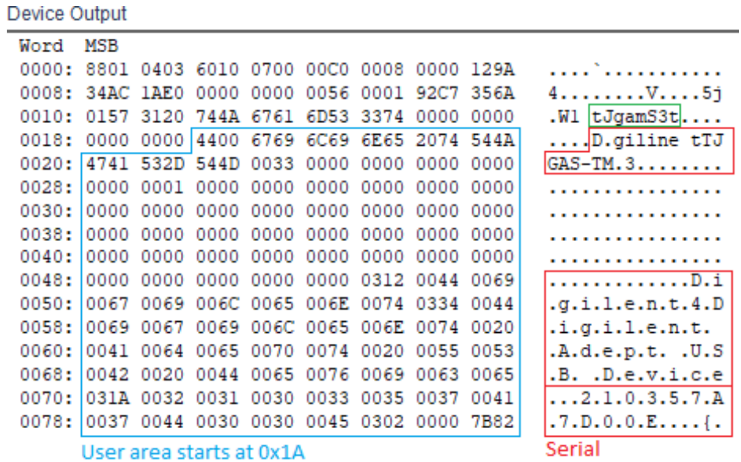 Device Output
Word MSB
0000: 8801 0403 6010 0700 00C0 0008 0000 129A ....`...........
0008: 34AC 1AE0 0000 0000 0056 0001 92C7 356A 4........V....5j
0010: 0157 3120 744A 6761 6D53 3374 0000 0000 .W1 tJgamS3t....
0018: 0000 0000 4400 6769 6C69 6E65 2074 544A ....D.giline tTJ
0020: 4741 532D 544D 0033 0000 0000 0000 0000 GAS-TM.3........
0028: 0000 0001 0000 0000 0000 0000 0000 0000 ................
0030: 0000 0000 0000 0000 0000 0000 0000 0000 ................
0038: 0000 0000 0000 0000 0000 0000 0000 0000 ................
0040: 0000 0000 0000 0000 0000 0000 0000 0000 ................
0048: 0000 0000 0000 0000 0000 0312 0044 0069 .............D.i
0050: 0067 0069 006C 0065 006E 0074 0334 0044 .g.i.l.e.n.t.4.D
0058: 0069 0067 0069 006C 0065 006E 0074 0020 .i.g.i.l.e.n.t.
0060: 0041 0064 0065 0070 0074 0020 0055 0053 .A.d.e.p.t. .U.S
0068: 0042 0020 0044 0065 0076 0069 0063 0065 .B. .D.e.v.i.c.e
0070: 031A 0032 0031 0030 0033 0035 0037 0041 ...2.1.0.3.5.7.A
0078: 0037 0044 0030 0030 0045 0302 0000 7B82 .7.D.0.0.E....{.
User area starts at 0x1A
Serial